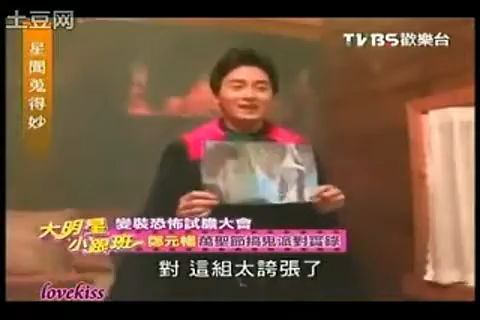 土豆网
TVBS歡樂台
星聞蒐得妙
大明星
小跟班
變裝恐怖試膽大會
鄭元暢 萬聖節搞鬼派對實錄
對 這組太誇張了
lovekiss